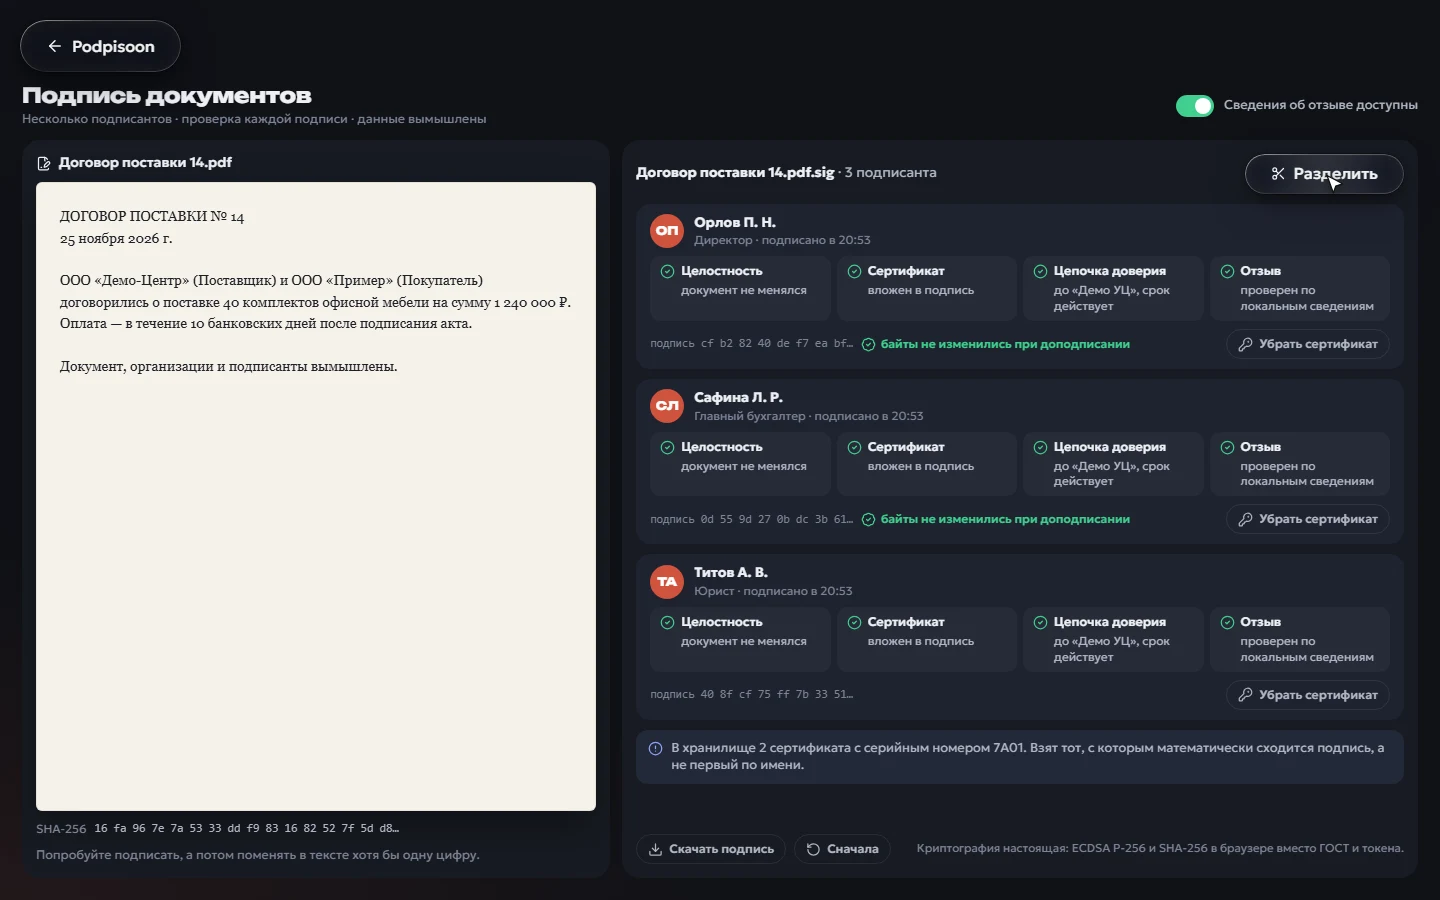 Podpisoon
Подпись документов
Несколько подписантов · проверка каждой подписи · данные вымышлены
Сведения об отзыве доступны
Договор поставки 14.pdf
ДОГОВОР ПОСТАВКИ № 14
25 ноября 2026 г.
ООО «Демо-Центр» (Поставщик) и ООО «Пример» (Покупатель)
договорились о поставке 40 комплектов офисной мебели на сумму 1 240 000 ₽.
Оплата — в течение 10 банковских дней после подписания акта.
Документ, организации и подписанты вымышлены.
SHA-256 16 fa 96 7e 7a 53 33 dd f9 83 16 82 52 7f 5d d8…
Попробуйте подписать, а потом поменять в тексте хотя бы одну цифру.
Договор поставки 14.pdf.sig · 3 подписанта
Разделить
ОП
Орлов П. Н.
Директор · подписано в 20:53
Целостность
документ не менялся
Сертификат
вложен в подпись
Цепочка доверия
до «Демо УЦ», срок
действует
Отзыв
проверен по
локальным сведениям
подпись cf b2 82 40 de f7 ea bf…
байты не изменились при доподписании
Убрать сертификат
СЛ
Сафина Л. Р.
Главный бухгалтер · подписано в 20:53
Целостность
документ не менялся
Сертификат
вложен в подпись
Цепочка доверия
до «Демо УЦ», срок
действует
Отзыв
проверен по
локальным сведениям
подпись 0d 55 9d 27 0b dc 3b 61…
байты не изменились при доподписании
Убрать сертификат
ТА
Титов А. В.
Юрист · подписано в 20:53
Целостность
документ не менялся
Сертификат
вложен в подпись
Цепочка доверия
до «Демо УЦ», срок
действует
Отзыв
проверен по
локальным сведениям
подпись 40 8f cf 75 ff 7b 33 51…
Убрать сертификат
В хранилище 2 сертификата с серийным номером 7A01. Взят тот, с которым математически сходится подпись, а
не первый по имени.
Скачать подпись
Сначала
Криптография настоящая: ECDSA P-256 и SHA-256 в браузере вместо ГОСТ и токена.